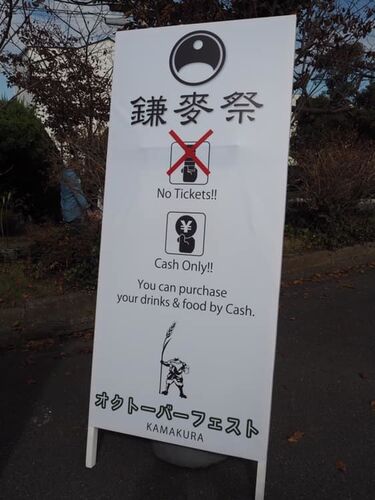 鎌麥祭
No Tickets!!
¥
Cash Only!!
You can purchase
your drinks & food by Cash.
オクトーバーフェスト
KAMAKURA